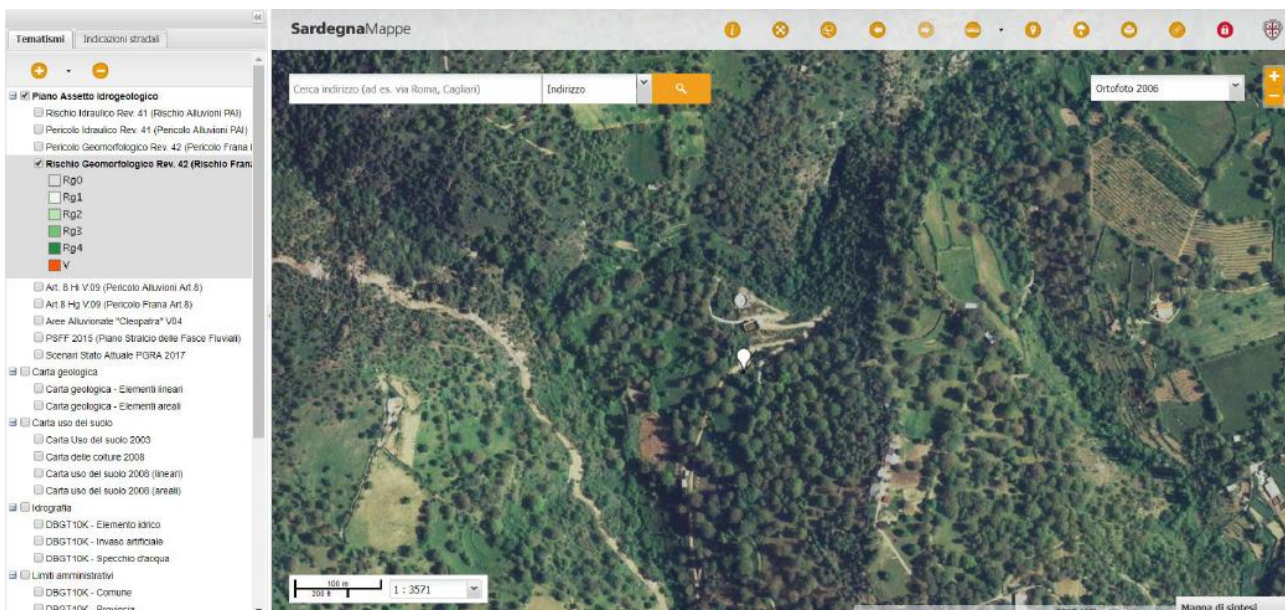 Tematismi
Indicazioni stradali
SardegnaMappe
Cerca indirizzo (ad es. via Roma, Cagliari)
Indirizzo
Ortofoto 2006
Piano Assetto Idrogeologico
Rischio Idraulico Rev. 41 (Rischio Alluvioni PAI)
Pericolo Idraulico Rev. 41 (Pericolo Alluvioni PAI)
Pericolo Geomorfologico Rev. 42 (Pericolo Frana
Rischio Geomorfologico Rev. 42 (Rischio Fran
Rg0
Rg1
Rg2
Rg3
Rg4
V
Art. 8 Hi V.09 (Pericolo Alluvioni Art.8)
Art.8 Hg V.09 (Pericolo Frana Art.8)
Aree Alluvionate "Cleopatra" V04
PSFF 2015 (Piano Stralcio delle Fasce Fluviali)
Scenari Stato Attuale PGRA 2017
Carta geologica
Carta geologica - Elementi lineari
Carta geologica - Elementi areali
Carta uso del suolo
Carta Uso del suolo 2003
Carta delle colture 2008
Carta uso del suolo 2008 (lineari)
Carta uso del suolo 2008 (areali)
Idrografia
DBGT10K - Elemento idrico
DBGT10K - Invaso artificiale
DBGT10K - Specchio d'acqua
Limiti amministrativi
DBGT10K - Comune
DBGT10K - Provincia
100 m
200 ft
1 : 3571
Mappa di sintesi